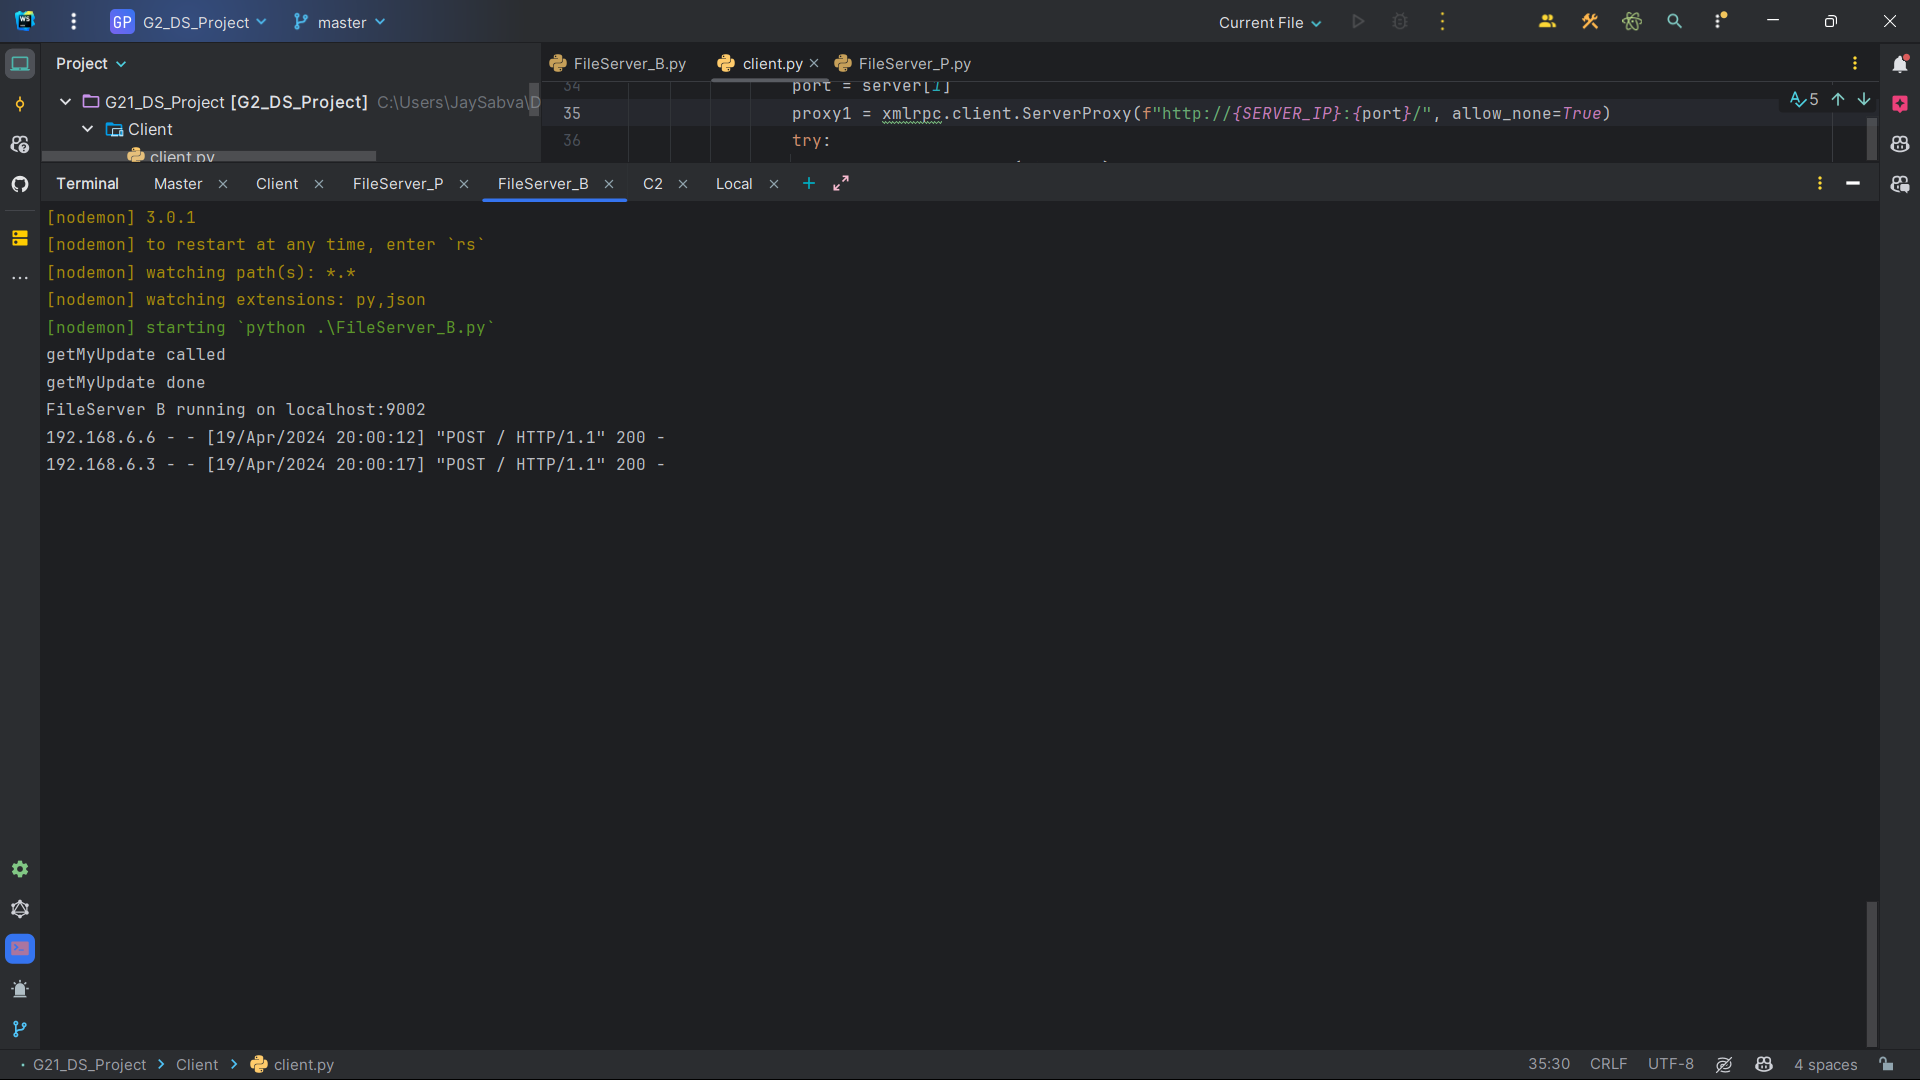 WS
GP G2_DS_Project master Current File
Project
FileServer_B.py client.py FileServer_P.py
G21_DS_Project [G2_DS_Project] C:\Users\JaySabva\D
Client
client.py
34 port = server[1]
35 proxy1 = xmlrpc.client.ServerProxy(f"http://{SERVER_IP}:{port}/", allow_none=True)
36 try:
5
Terminal Master Client FileServer_P FileServer_B C2 Local
[nodemon] 3.0.1
[nodemon] to restart at any time, enter `rs`
[nodemon] watching path(s): *.*
[nodemon] watching extensions: py,json
[nodemon] starting `python .\FileServer_B.py`
getMyUpdate called
getMyUpdate done
FileServer B running on localhost:9002
192.168.6.6 - - [19/Apr/2024 20:00:12] "POST / HTTP/1.1" 200 -
192.168.6.3 - - [19/Apr/2024 20:00:17] "POST / HTTP/1.1" 200 -
G21_DS_Project Client client.py 35:30 CRLF UTF-8 4 spaces